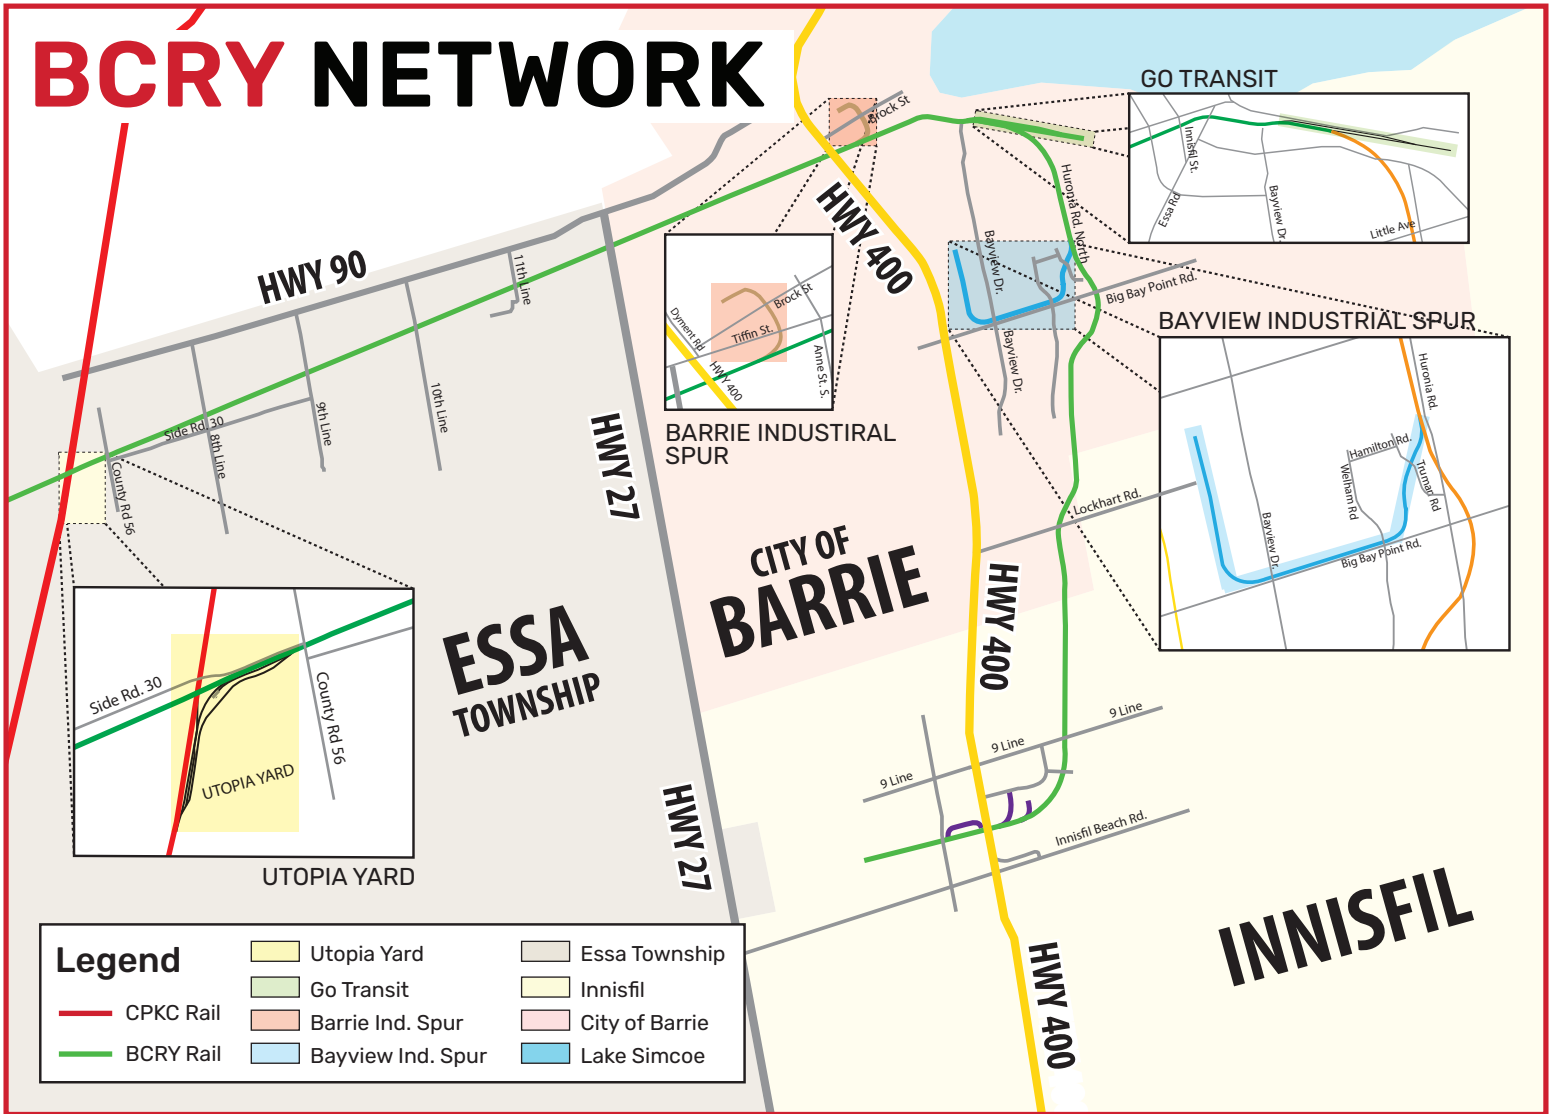 BCRY NETWORK
GO TRANSIT
Brock St
Innisfil St.
Essa Rd
Bayview Dr.
Little Ave
HWY 400
Huronia Rd. North
Bayview Dr.
Big Bay Point Rd.
Bayview Dr.
HWY 90
11th Line
10th Line
9th Line
8th Line
Side Rd. 30
County Rd 56
Dyment Rd
Brock St
Tiffin St.
HWY 400
Anne St. S.
BARRIE INDUSTIRAL
SPUR
BAYVIEW INDUSTRIAL SPUR
Huronia Rd.
Hamilton Rd.
Welham Rd
Truman Rd
Bayview Dr.
Big Bay Point Rd.
HWY 27
Lockhart Rd.
CITY OF
BARRIE
ESSA
TOWNSHIP
HWY 400
Side Rd. 30
County Rd 56
UTOPIA YARD
UTOPIA YARD
9 Line
9 Line
9 Line
Innisfil Beach Rd.
HWY 27
INNISFIL
HWY 400
Legend
CPKC Rail
BCRY Rail
Utopia Yard
Go Transit
Barrie Ind. Spur
Bayview Ind. Spur
Essa Township
Innisfil
City of Barrie
Lake Simcoe